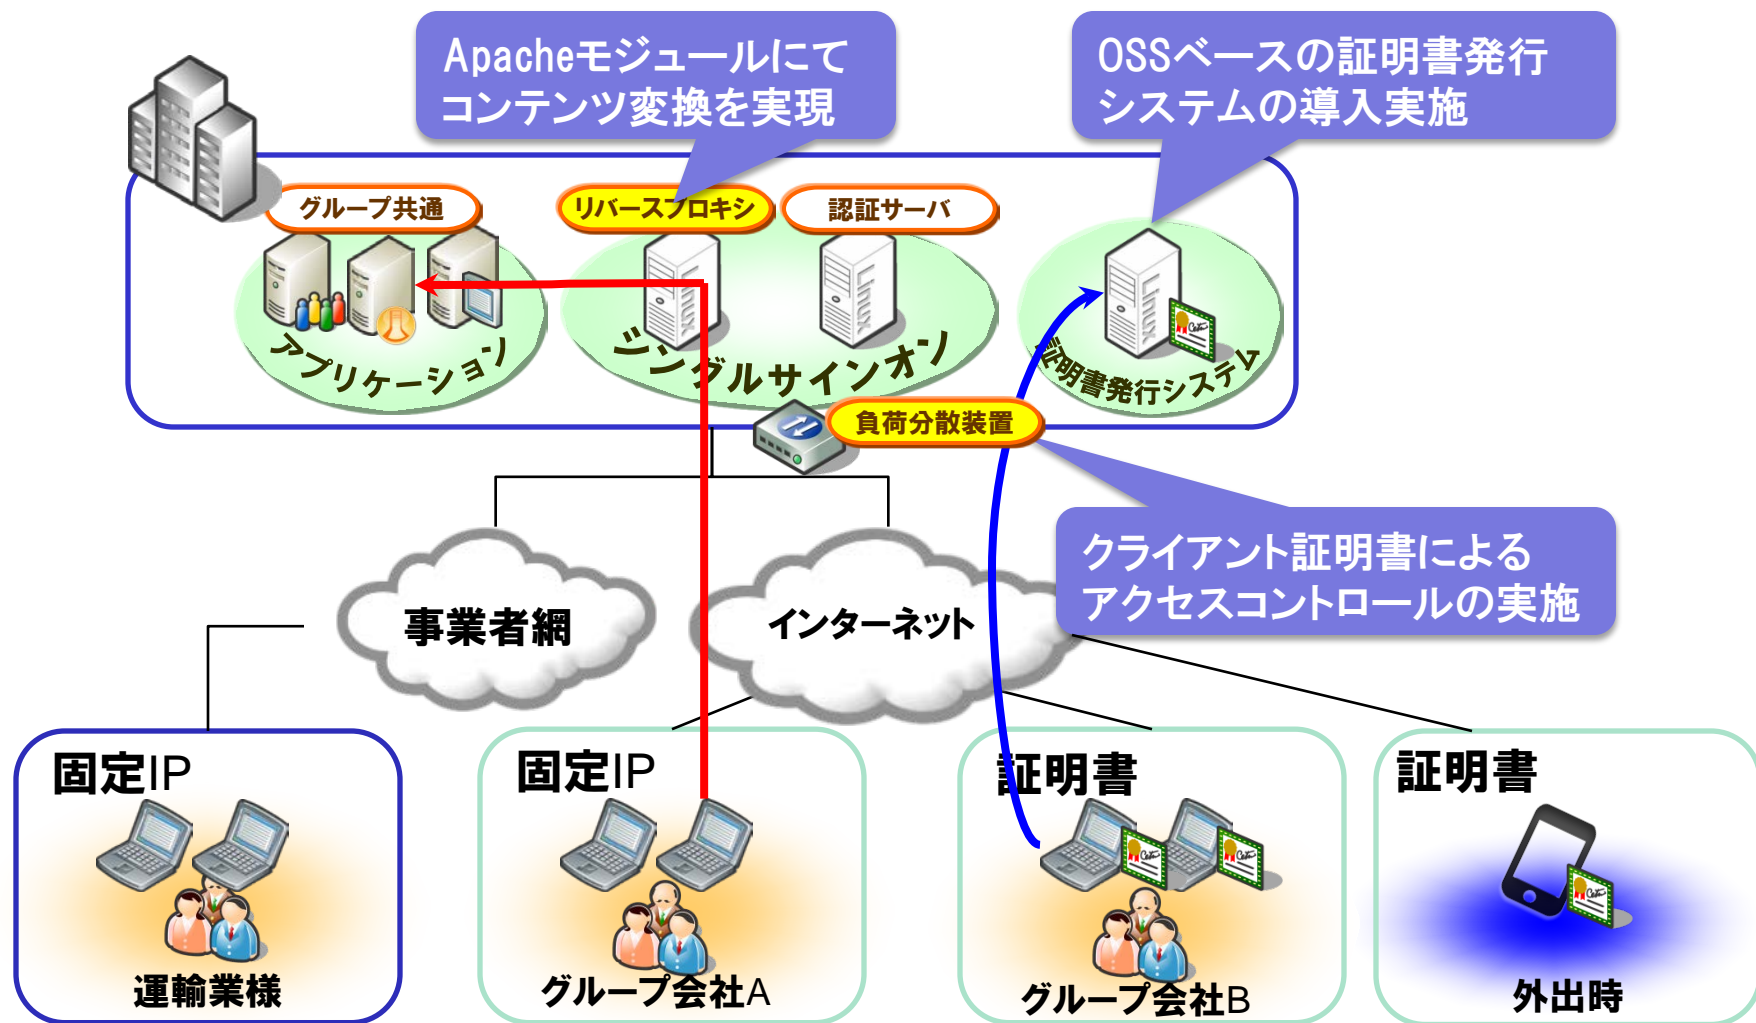 Apacheモジュールにて
コンテンツ変換を実現
OSSベースの証明書発行
システムの導入実施
グループ共通
リバースプロキシ
認証サーバ
Linux
Linux
Linux
アプリケーション
シングルサインオン
証明書発行システム
負荷分散装置
クライアント証明書による
アクセスコントロールの実施
事業者網
インターネット
固定IP
運輸業様
固定IP
グループ会社A
証明書
グループ会社B
証明書
外出時